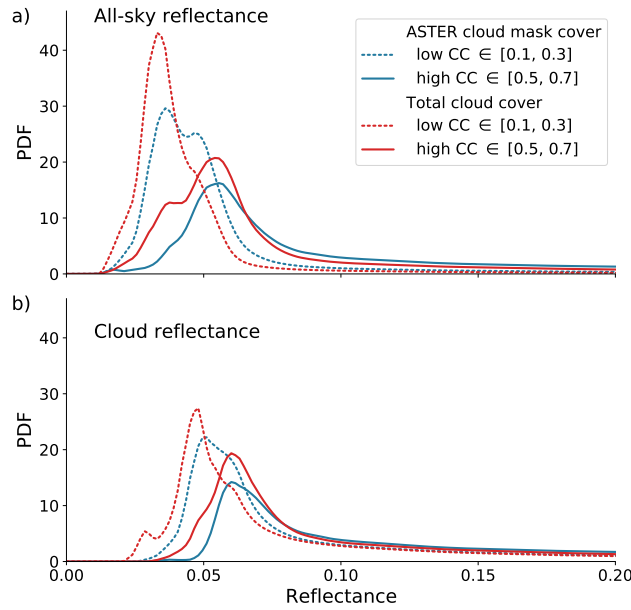 a)
All-sky reflectance
ASTER cloud mask cover
low CC ∈ [0.1, 0.3]
high CC ∈ [0.5, 0.7]
Total cloud cover
low CC ∈ [0.1, 0.3]
high CC ∈ [0.5, 0.7]
PDF
40
30
20
10
0
b)
Cloud reflectance
PDF
40
30
20
10
0
0.00
0.05
0.10
0.15
0.20
Reflectance